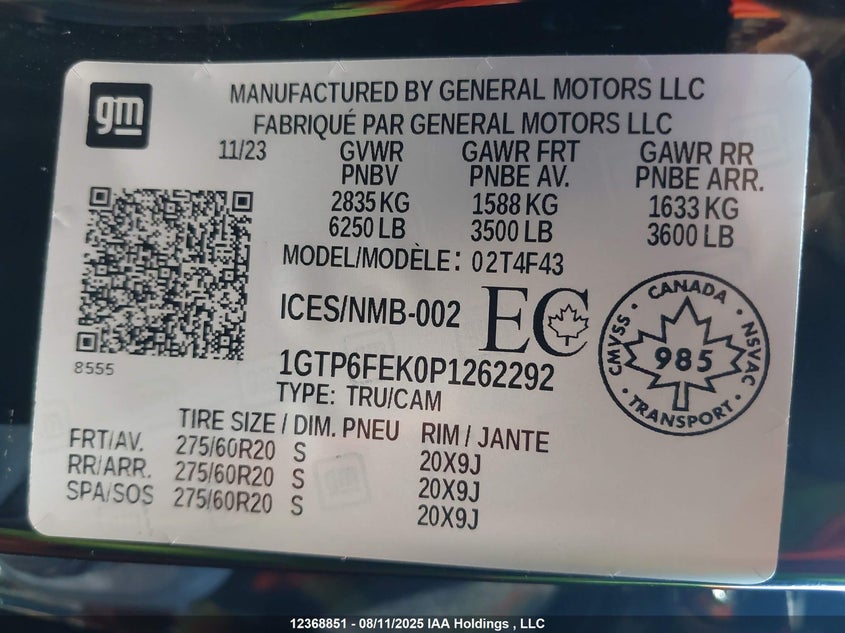 gm
MANUFACTURED BY GENERAL MOTORS LLC
FABRIQUÉ PAR GENERAL MOTORS LLC
11/23 GVWR GAWR FRT GAWR RR
PNBV PNBE AV. PNBE ARR.
2835 KG 1588 KG 1633 KG
6250 LB 3500 LB 3600 LB
MODEL/MODÈLE: 02T4F43
ICES/NMB-002 EC
CANADA
CMVSS 985 NSVAC
TRANSPORT
8555
1GTP6FEK0P1262292
TYPE: TRU/CAM
TIRE SIZE / DIM. PNEU RIM / JANTE
FRT/AV. 275/60R20 S 20X9J
RR/ARR. 275/60R20 S 20X9J
SPA/SOS 275/60R20 S 20X9J
12368851 - 08/11/2025 IAA Holdings , LLC